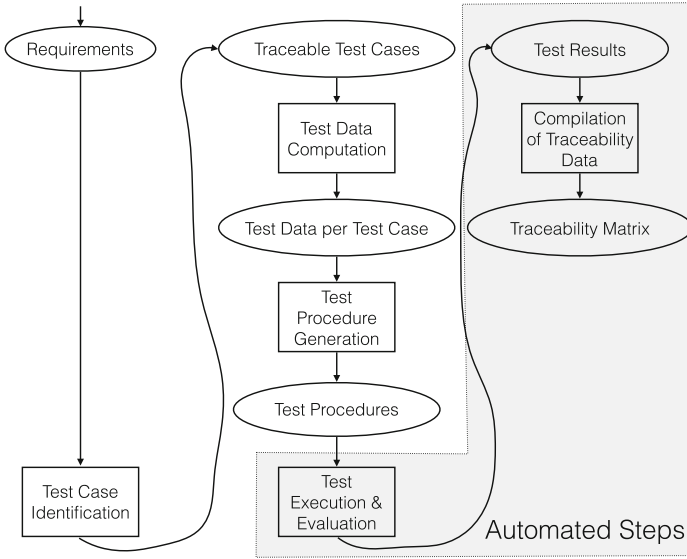 Requirements
Test Case
Identification
Traceable Test Cases
Test Data
Computation
Test Data per Test Case
Test
Procedure
Generation
Test Procedures
Test
Execution &
Evaluation
Test Results
Compilation
of Traceability
Data
Traceability Matrix
Automated Steps